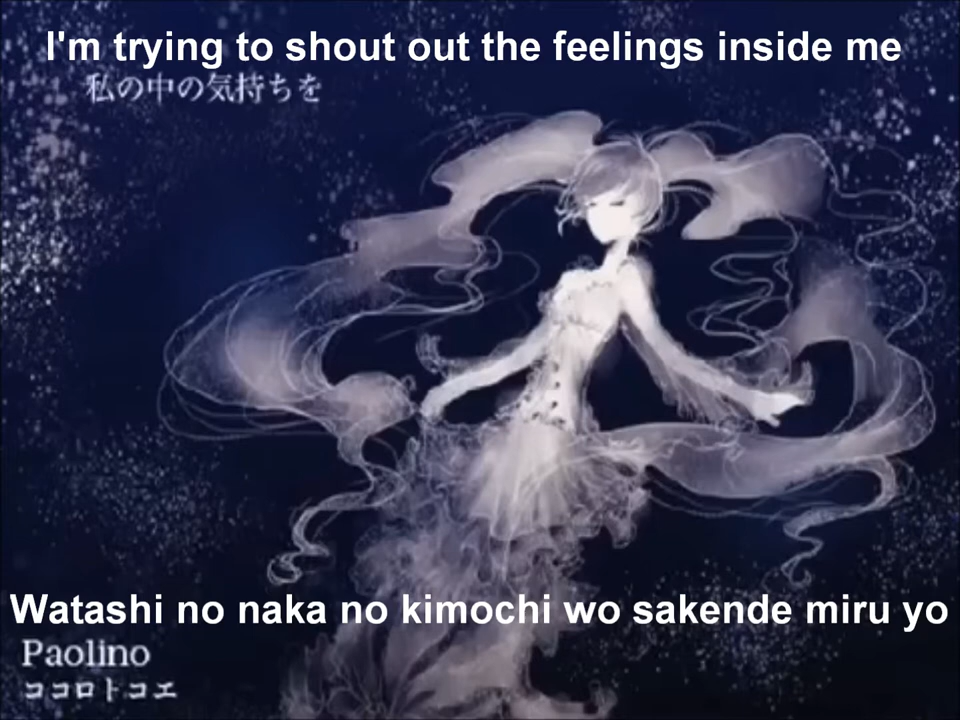 I'm trying to shout out the feelings inside me
私の中の気持ちを
Watashi no naka no kimochi wo sakende miru yo
Paolino
ココロトコエ